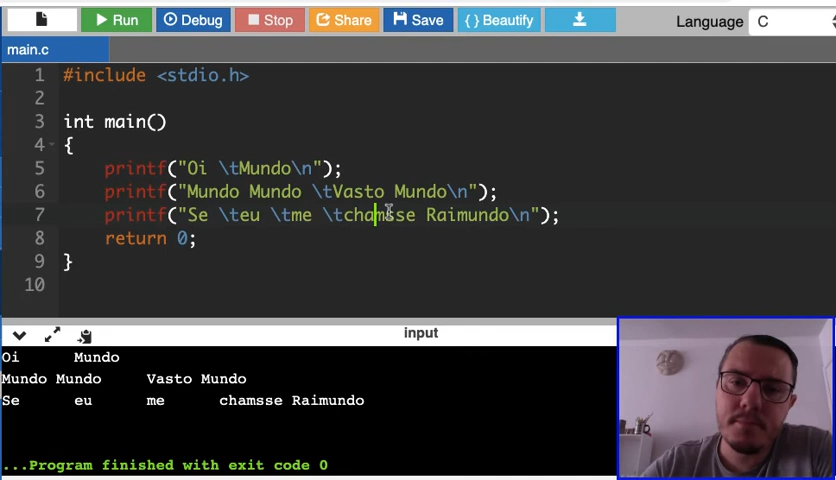 Run Debug Stop Share Save { } Beautify Language C
main.c
1 #include <stdio.h>
2
3 int main()
4 {
5 printf("Oi \tMundo\n");
6 printf("Mundo Mundo \tVasto Mundo\n");
7 printf("Se \teu \tme \tchamsse Raimundo\n");
8 return 0;
9 }
10
input
Oi Mundo
Mundo Mundo Vasto Mundo
Se eu me chamsse Raimundo
...Program finished with exit code 0